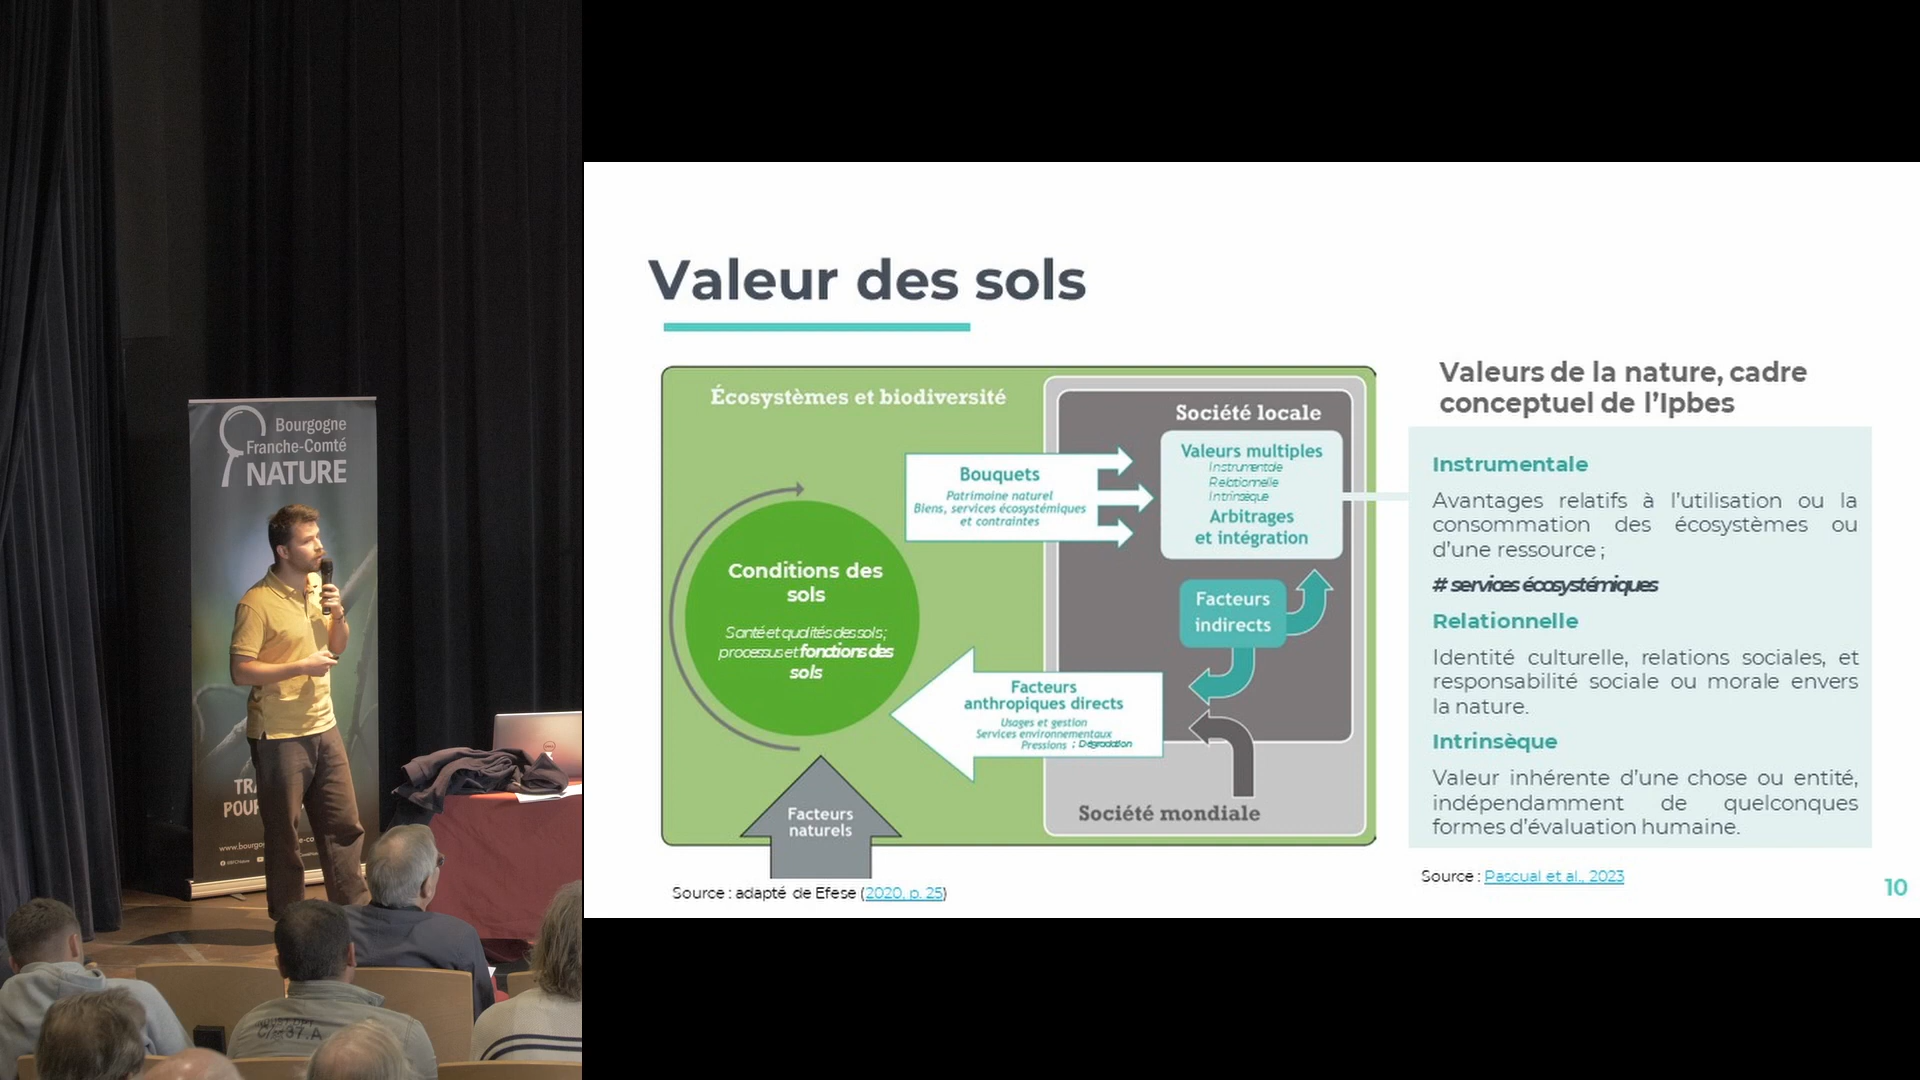 Bourgogne
Franche-Comté
NATURE
Valeur des sols
Écosystèmes et biodiversité
Société locale
Valeurs multiples
Instrumentale
Relationnelle
Intrinsèque
Arbitrages
et intégration
Bouquets
Patrimoine naturel
Biens, services écosystémiques
et contraintes
Conditions des
sols
Santé et qualités des sols ;
processus et fonctions des
sols
Facteurs
indirects
Facteurs
anthropiques directs
Usages et gestion
Services environnementaux
Pressions ; Dégradation
Société mondiale
Facteurs
naturels
Source : adapté de Efese (2020, p. 25)
Valeurs de la nature, cadre
conceptuel de l’Ipbes
Instrumentale
Avantages relatifs à l’utilisation ou la
consommation des écosystèmes ou
d’une ressource ;
# services écosystémiques
Relationnelle
Identité culturelle, relations sociales, et
responsabilité sociale ou morale envers
la nature.
Intrinsèque
Valeur inhérente d’une chose ou entité,
indépendamment de quelconques
formes d’évaluation humaine.
Source : Pascual et al., 2023
10